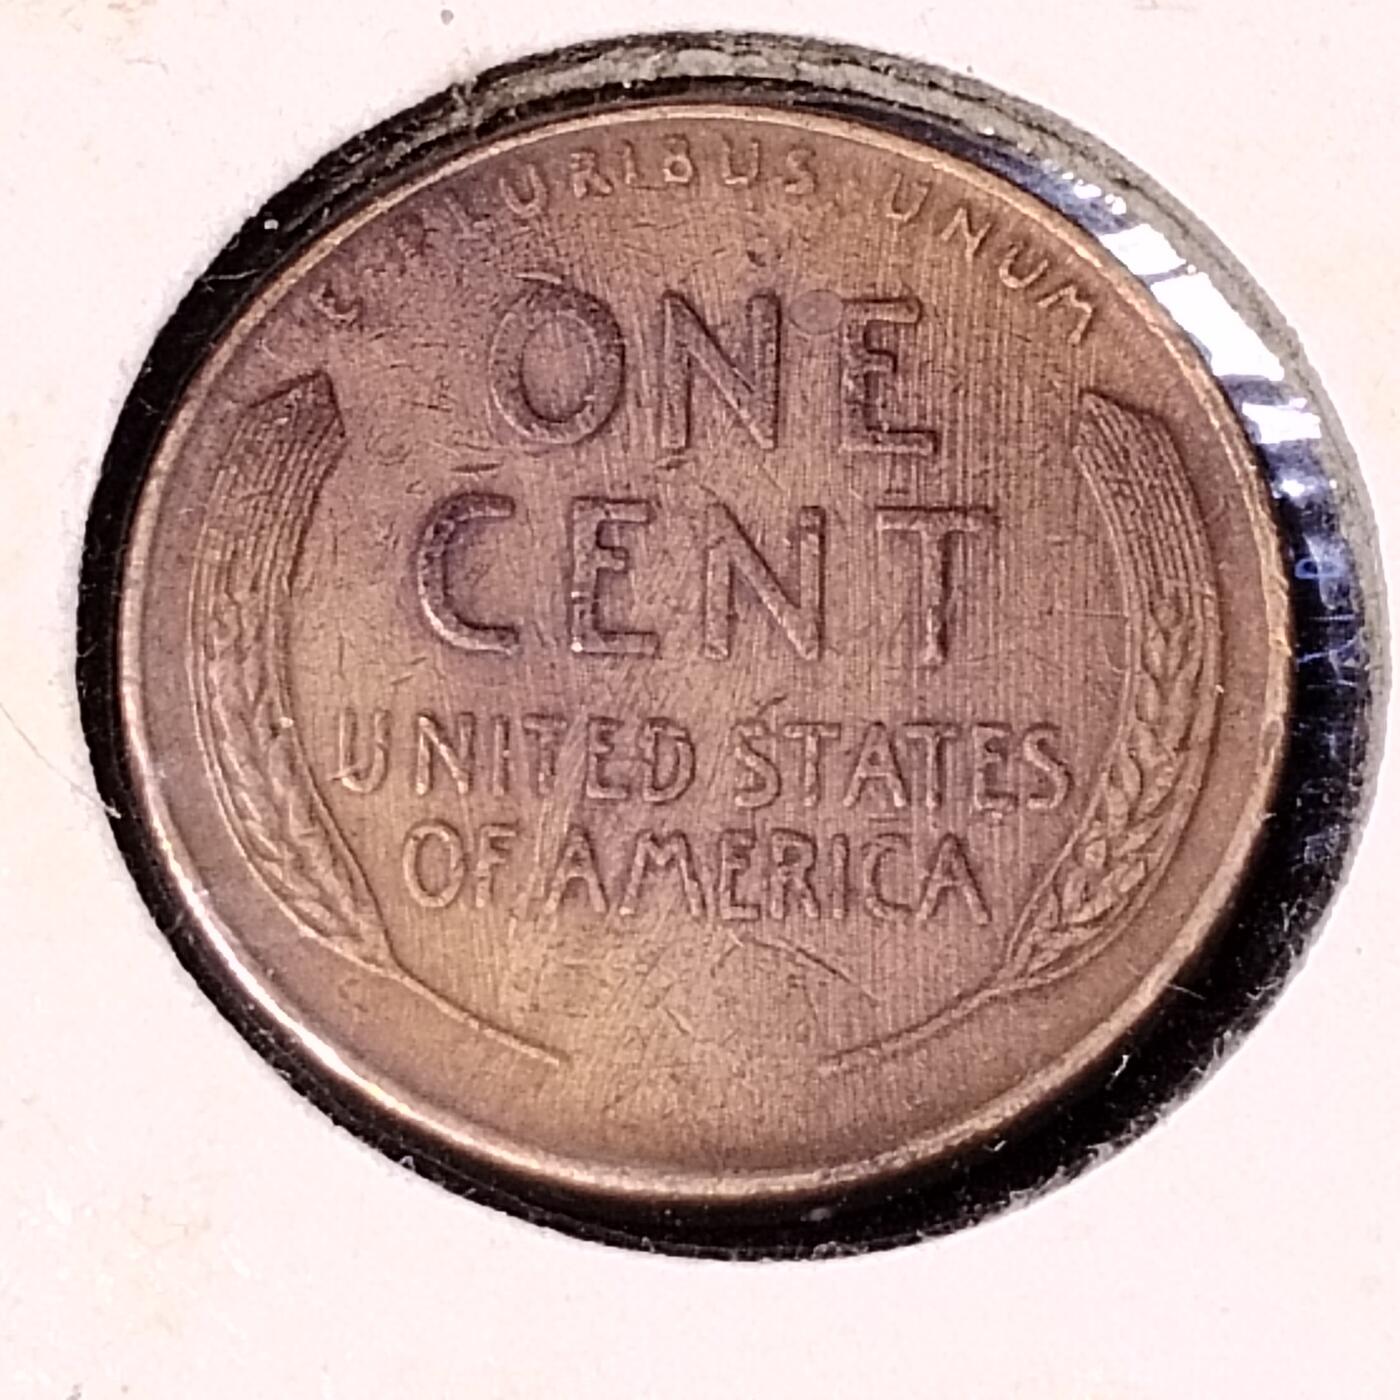 E · PLURIBUS · UNUM
ONE
CENT
UNITED STATES
OF AMERICA